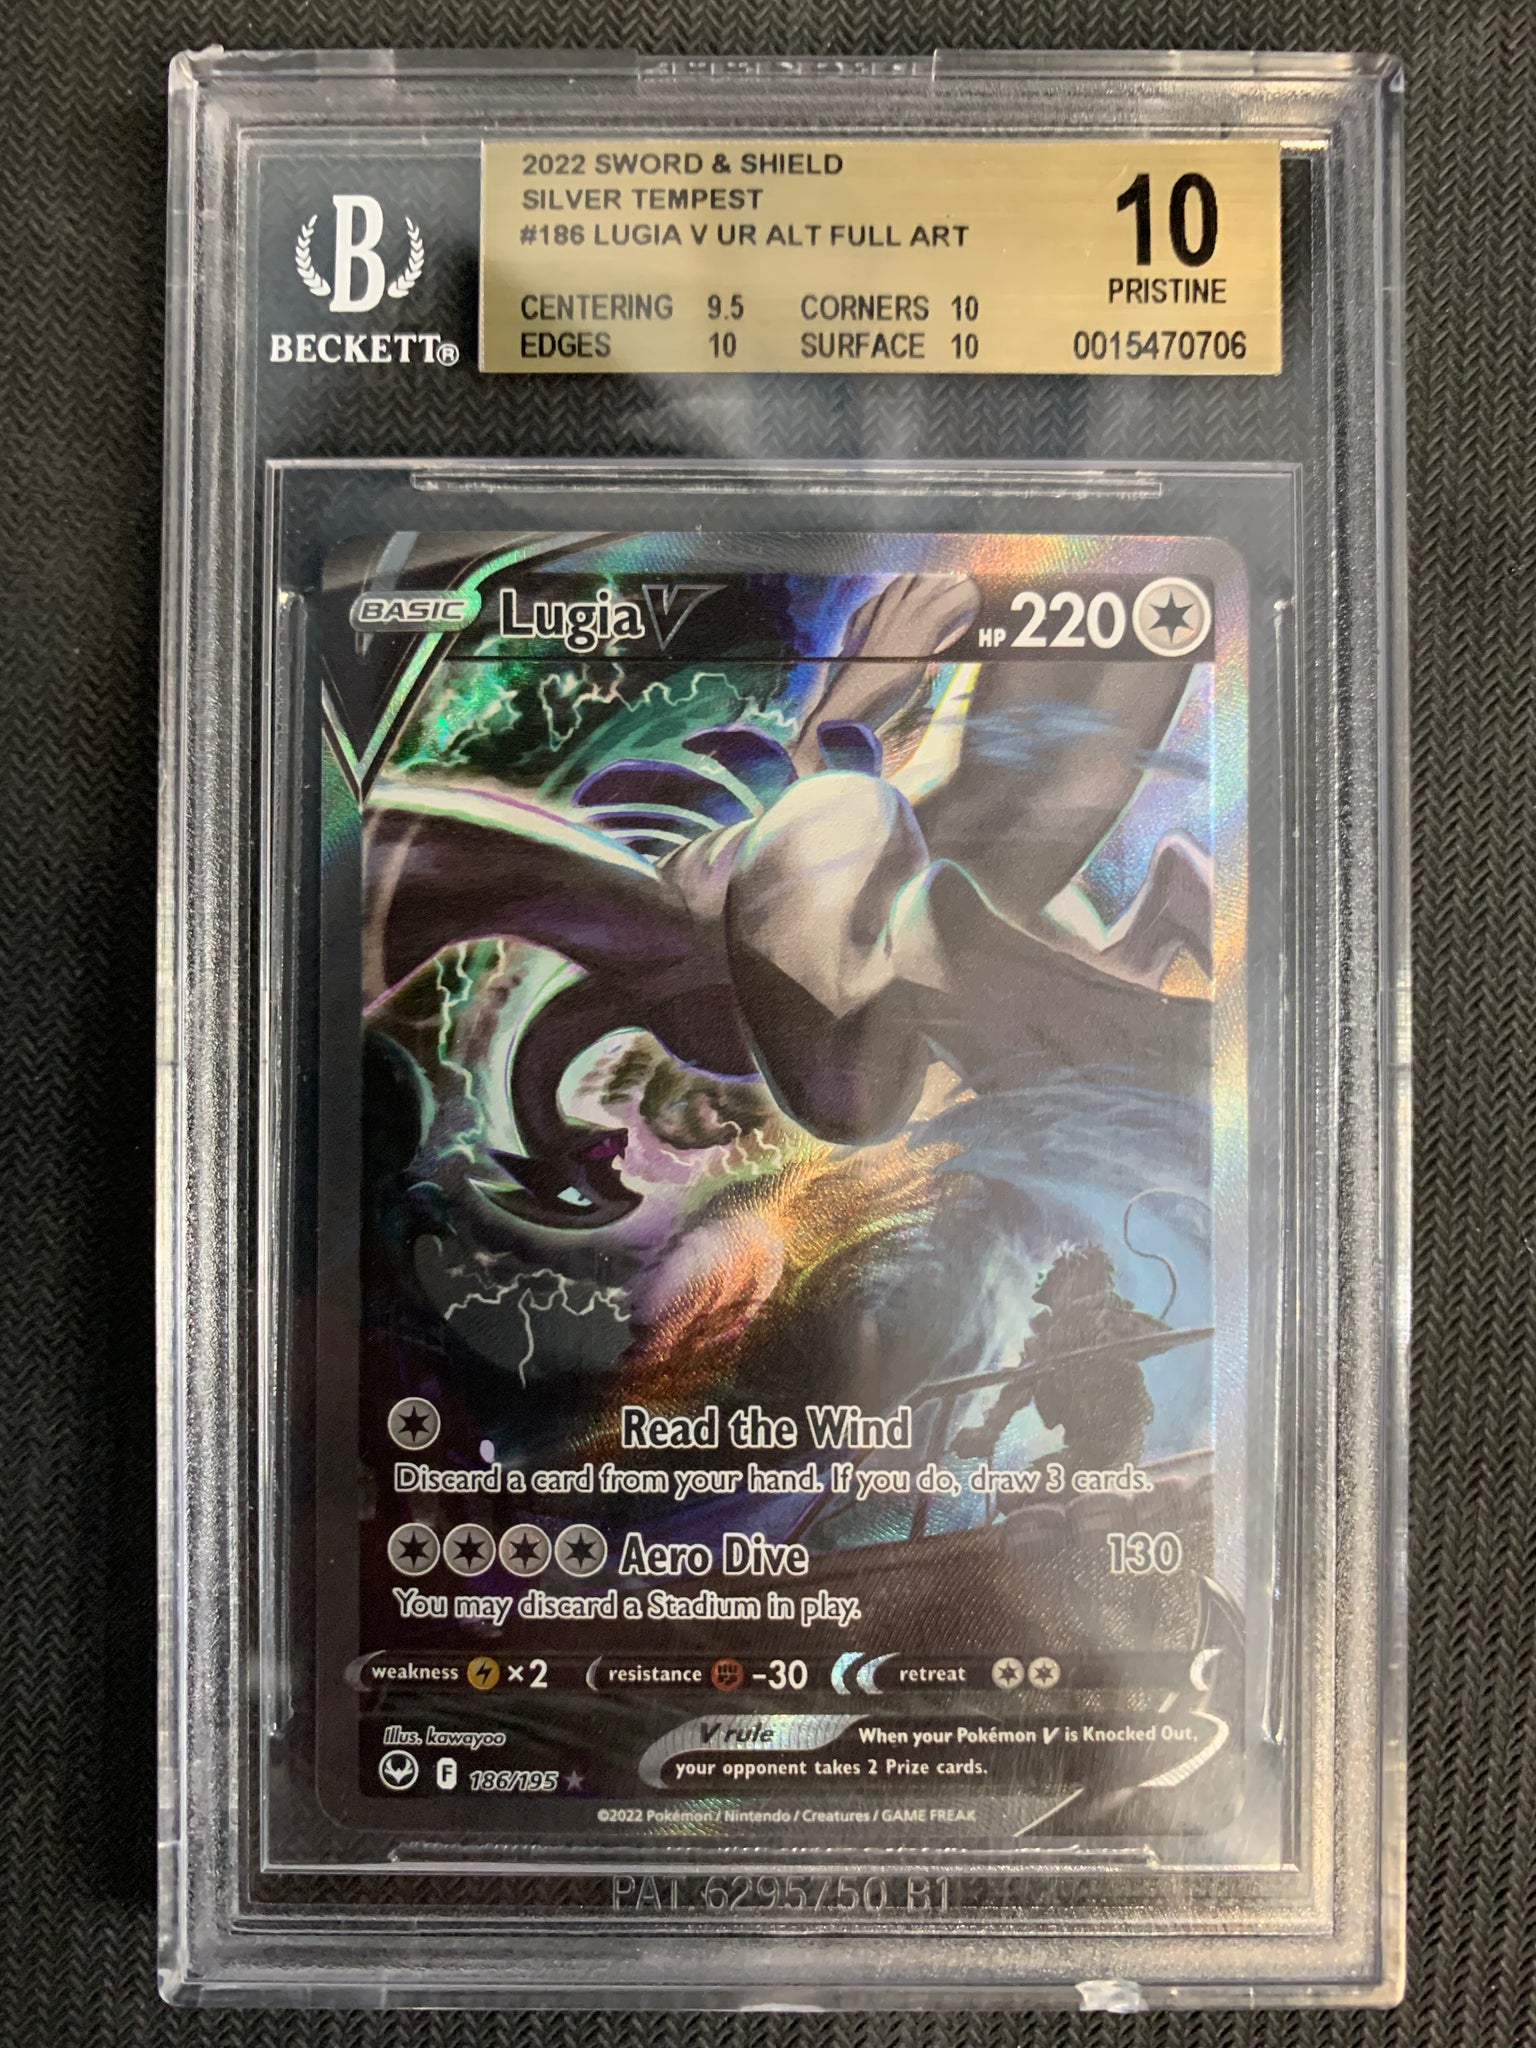 2022 SWORD & SHIELD
SILVER TEMPEST
#186 LUGIA V UR ALT FULL ART
10
PRISTINE
CENTERING 9.5 CORNERS 10
EDGES 10 SURFACE 10
0015470706
B
BECKETT®
BASIC Lugia V HP 220
Read the Wind
Discard a card from your hand. If you do, draw 3 cards.
Aero Dive 130
You may discard a Stadium in play.
weakness ×2 resistance -30 retreat
Illus. kawayoo
F 186/195
V rule When your Pokémon V is Knocked Out,
your opponent takes 2 Prize cards.
©2022 Pokémon / Nintendo / Creatures / GAME FREAK
PAT. 6295750 B1